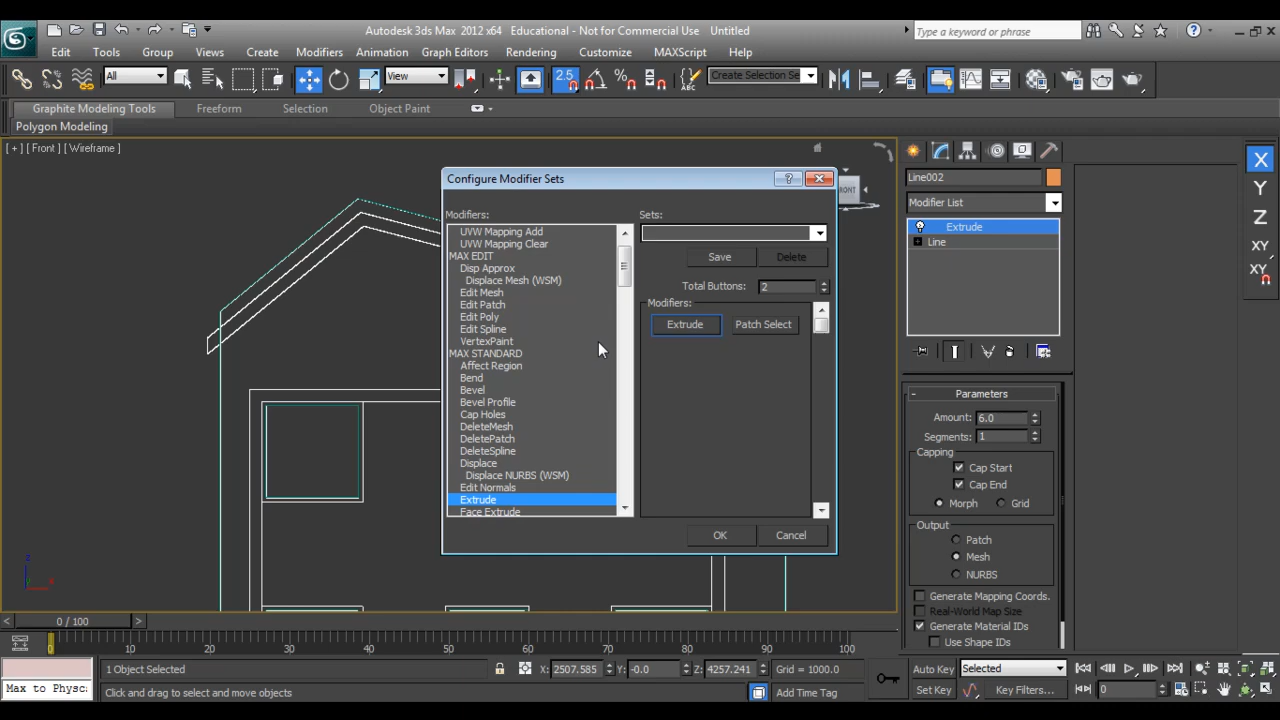 Autodesk 3ds Max 2012 x64    Educational - Not for Commercial Use    Untitled
Type a keyword or phrase
Edit Tools Group Views Create Modifiers Animation Graph Editors Rendering Customize MAXScript Help
All View 2.5 % ABC Create Selection Se
Graphite Modeling Tools Freeform Selection Object Paint
Polygon Modeling
[ + ] [ Front ] [ Wireframe ]
FRONT
Configure Modifier Sets
Modifiers:
UVW Mapping Add
UVW Mapping Clear
MAX EDIT
Disp Approx
Displace Mesh (WSM)
Edit Mesh
Edit Patch
Edit Poly
Edit Spline
VertexPaint
MAX STANDARD
Affect Region
Bend
Bevel
Bevel Profile
Cap Holes
DeleteMesh
DeletePatch
DeleteSpline
Displace
Displace NURBS (WSM)
Edit Normals
Extrude
Face Extrude
Sets:
Save Delete
Total Buttons: 2
Modifiers:
Extrude Patch Select
OK Cancel
Line002
Modifier List
Extrude
Line
Parameters
Amount: 6.0
Segments: 1
Capping
Cap Start
Cap End
Morph Grid
Output
Patch
Mesh
NURBS
Generate Mapping Coords.
Real-World Map Size
Generate Material IDs
Use Shape IDs
X
Y
Z
XY
XY
0 / 100
0 10 20 30 40 50 60 70 80 90 100
1 Object Selected X: 2507.585 Y: -0.0 Z: 4257.241 Grid = 1000.0 Auto Key Selected
Max to Physc Click and drag to select and move objects Add Time Tag Set Key Key Filters... 0